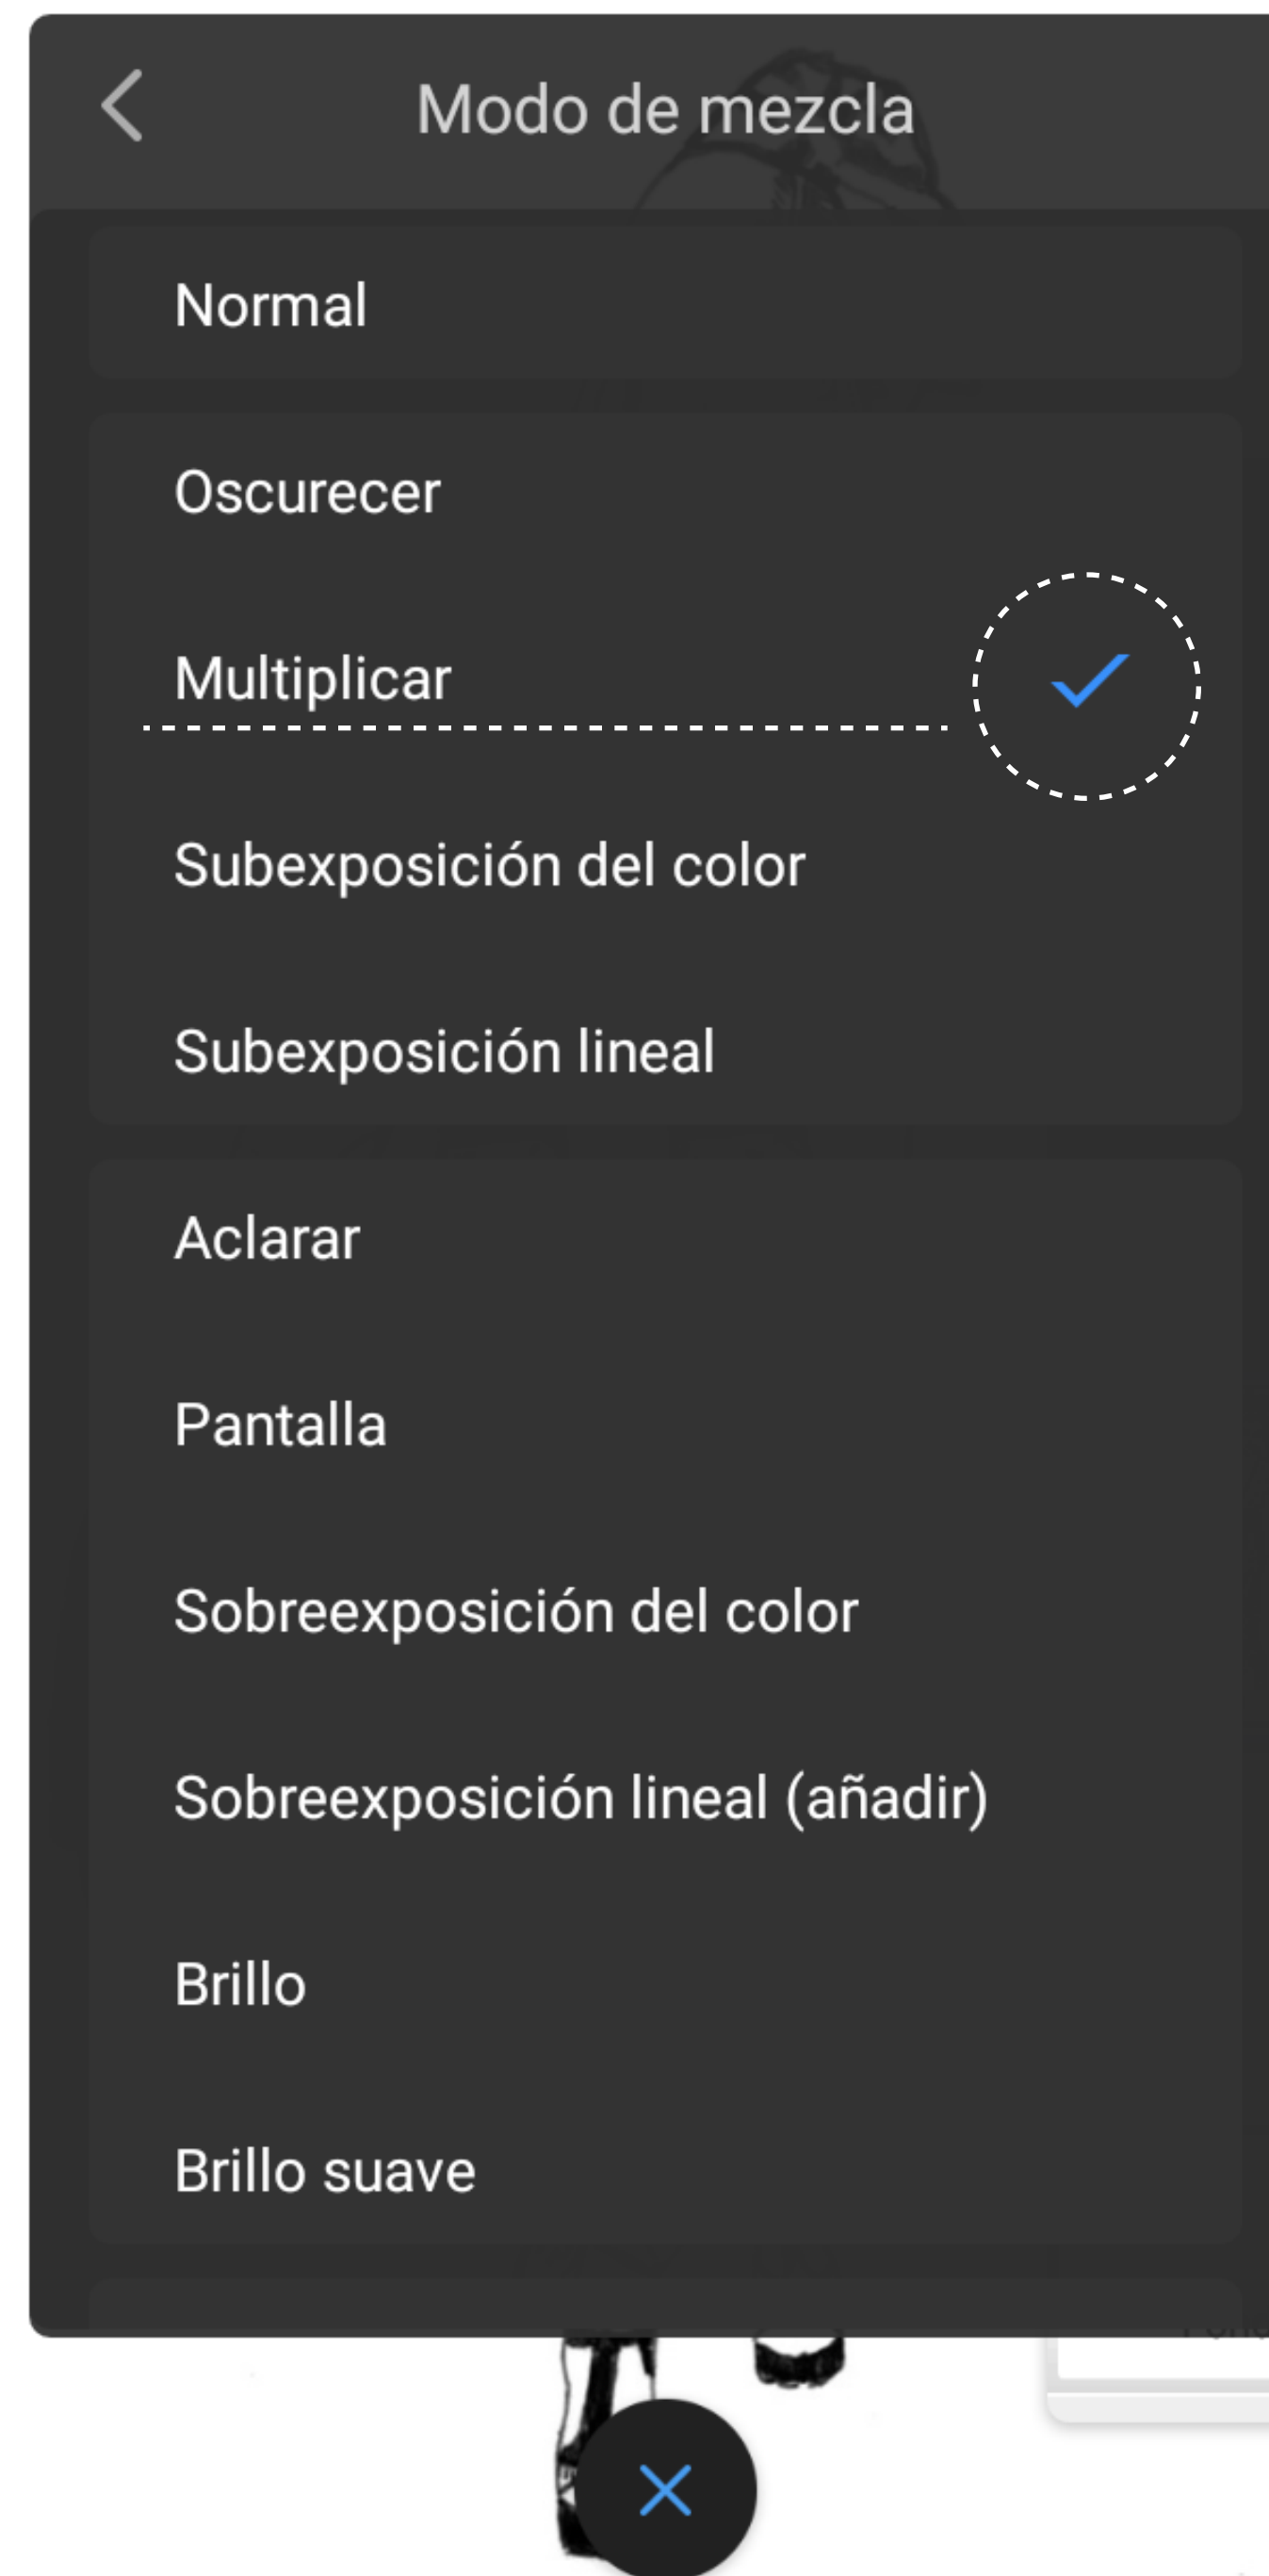 Modo de mezcla
Normal
Oscurecer
Multiplicar
Subexposición del color
Subexposición lineal
Aclarar
Pantalla
Sobreexposición del color
Sobreexposición lineal (añadir)
Brillo
Brillo suave